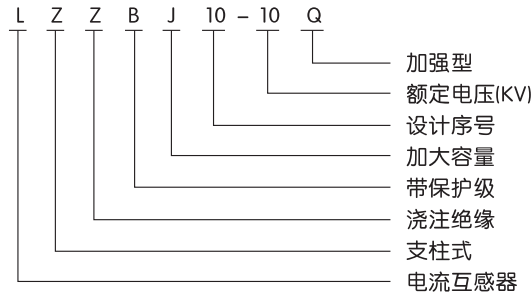 L Z Z B J 10 - 10 Q
加强型
额定电压(KV)
设计序号
加大容量
带保护级
浇注绝缘
支柱式
电流互感器